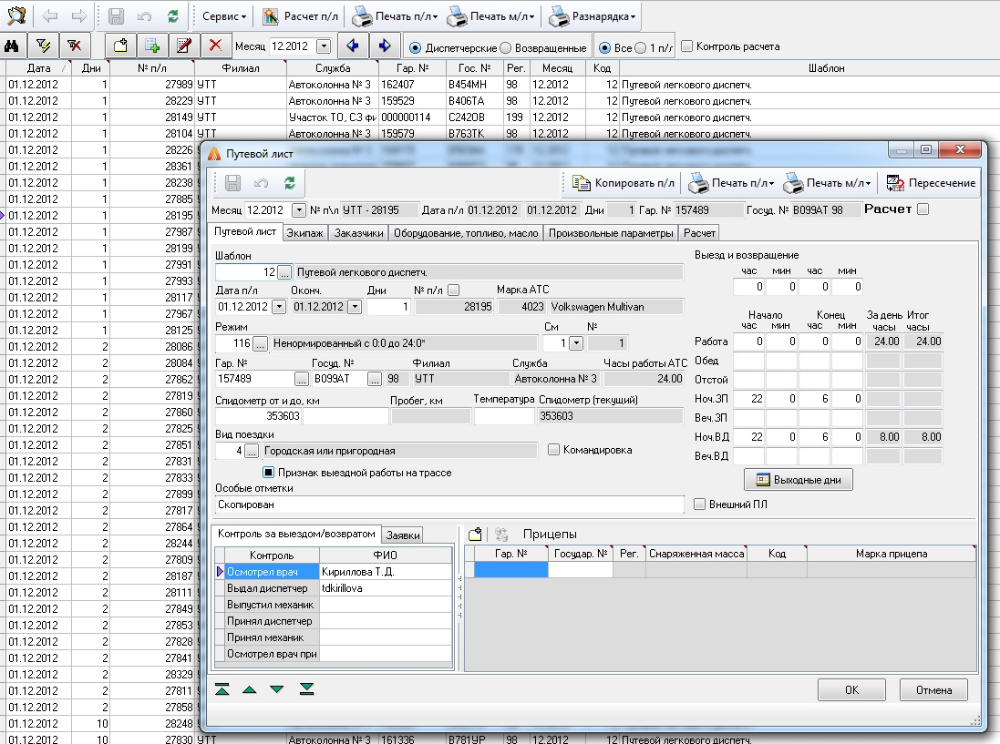 Сервис Расчет п/л Печать п/л Печать м/л Разнарядка
Месяц 12.2012 Диспетчерские Возвращенные Все 1 п/г Контроль расчета
Дата Дни № п/л Филиал Служба Гар. № Гос. № Рег. Месяц Код Шаблон
01.12.2012 1 27989 УТТ Автоколонна № 3 162407 В454МН 98 12.2012 12 Путевой легкового диспетч.
01.12.2012 1 28229 УТТ Автоколонна № 3 159529 В406ТА 98 12.2012 12 Путевой легкового диспетч.
01.12.2012 1 28149 УТТ Участок ТО, СЗ фи 000000114 С242ОВ 199 12.2012 12 Путевой легкового диспетч.
01.12.2012 1 28104 УТТ Автоколонна № 3 159579 В763ТК 98 12.2012 12 Путевой легкового диспетч.
01.12.2012 1 28226
01.12.2012 1 28361
01.12.2012 1 28238
01.12.2012 1 27885
01.12.2012 1 28195
01.12.2012 1 27987
01.12.2012 1 28199
01.12.2012 1 27991
01.12.2012 1 27993
01.12.2012 1 28117
01.12.2012 1 27967
01.12.2012 1 28125
01.12.2012 2 28086
01.12.2012 2 28084
01.12.2012 2 27862
01.12.2012 2 27819
01.12.2012 2 27860
01.12.2012 2 27825
01.12.2012 2 27851
01.12.2012 2 27831
01.12.2012 2 27833
01.12.2012 2 27899
01.12.2012 2 27817
01.12.2012 2 27864
01.12.2012 2 28244
01.12.2012 2 27809
01.12.2012 2 28187
01.12.2012 2 28111
01.12.2012 2 27849
01.12.2012 2 27853
01.12.2012 2 27828
01.12.2012 2 27841
01.12.2012 2 28329
01.12.2012 2 27811
01.12.2012 2 27858
01.12.2012 10 28248
01.12.2012 10 27830 УТТ Автоколонна № 3 161336 В781УР 98 12.2012 12 Путевой легкового диспетч.
Путевой лист
Копировать п/л Печать п/л Печать м/л Пересечение
Месяц 12.2012 № п\л УТТ - 28195 Дата п/л 01.12.2012 01.12.2012 Дни 1 Гар. № 157489 Госуд. № В099АТ 98 Расчет
Путевой лист Экипаж Заказчики Оборудование, топливо, масло Произвольные параметры Расчет
Шаблон
12 ... Путевой легкового диспетч.
Дата п/л Оконч. Дни № п/л Марка АТС
01.12.2012 01.12.2012 1 28195 4023 Volkswagen Multivan
Режим См №
116 ... Ненормированный с 0:0 до 24:0* 1 1
Гар. № Госуд. № Филиал Служба Часы работы АТС
157489 ... В099АТ ... 98 УТТ Автоколонна № 3 24.00
Спидометр от и до, км Пробег, км Температура Спидометр (текущий)
353603 353603
Вид поездки
4 ... Городская или пригородная Командировка
Признак выездной работы на трассе
Особые отметки
Скопирован
Выезд и возвращение
час мин час мин
0 0 0 0
Начало Конец За день Итог
час мин час мин часы часы
Работа 0 0 0 0 24.00 24.00
Обед
Отстой
Ноч.ЗП 22 0 6 0
Веч.ЗП
Ноч.ВД 22 0 6 0 8.00 8.00
Веч.ВД
Выходные дни
Внешний ПЛ
Контроль за выездом/возвратом Заявки
Контроль ФИО
Осмотрел врач Кириллова Т.Д.
Выдал диспетчер tdkirillova
Выпустил механик
Принял диспетчер
Принял механик
Осмотрел врач при
Прицепы
Гар. № Государ. № Рег. Снаряженная масса Код Марка прицепа
OK Отмена